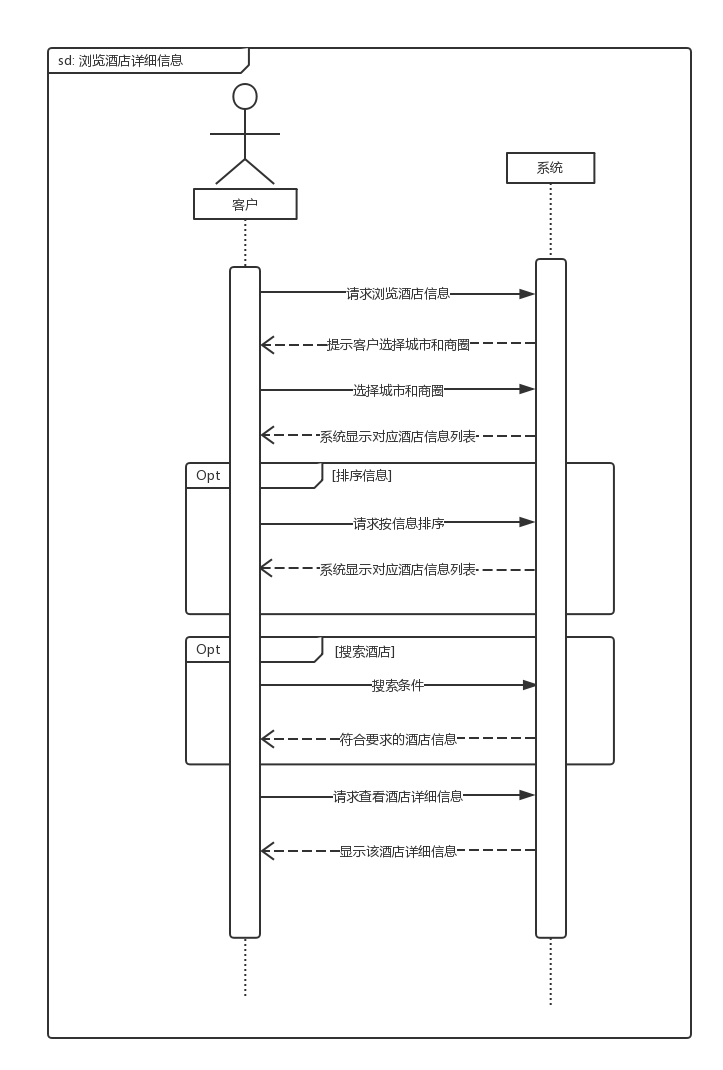 sd: 浏览酒店详细信息
系统
客户
请求浏览酒店信息
提示客户选择城市和商圈
选择城市和商圈
系统显示对应酒店信息列表
Opt
[排序信息]
请求按信息排序
系统显示对应酒店信息列表
Opt
[搜索酒店]
搜索条件
符合要求的酒店信息
请求查看酒店详细信息
显示该酒店详细信息